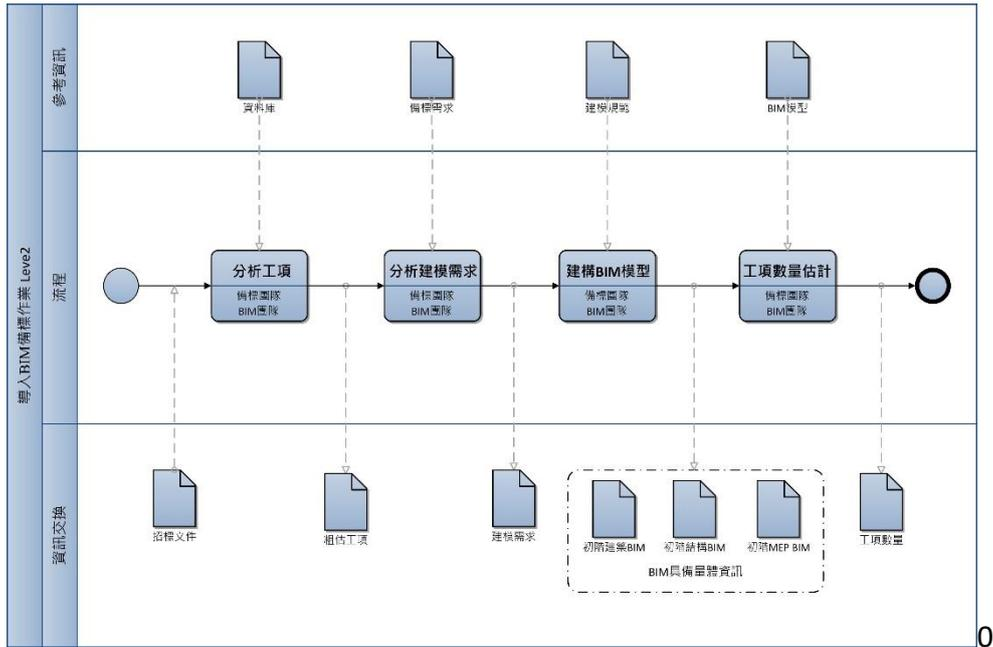 導入BIM備標作業 Leve2
參考資訊
資料庫
備標需求
建模規範
BIM模型
流程
分析工項
備標團隊
BIM團隊
分析建模需求
備標團隊
BIM團隊
建構BIM模型
備標團隊
BIM團隊
工項數量估計
備標團隊
BIM團隊
資訊交換
招標文件
粗估工項
建模需求
初階建築BIM
初階結構BIM
初階MEP BIM
BIM具備量體資訊
工項數量
0